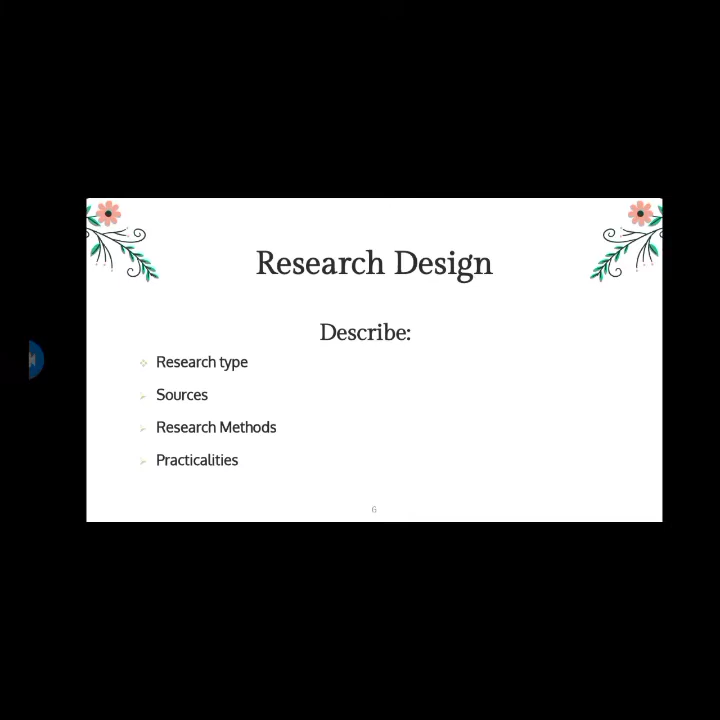 Research Design
Describe:
Research type
Sources
Research Methods
Practicalities
6